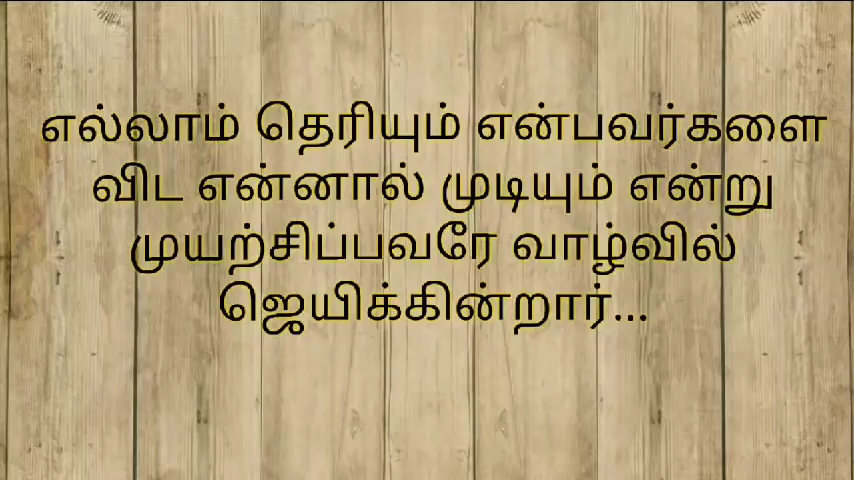 எல்லாம் தெரியும் என்பவர்களை
விட என்னால் முடியும் என்று
முயற்சிப்பவரே வாழ்வில்
ஜெயிக்கின்றார்...